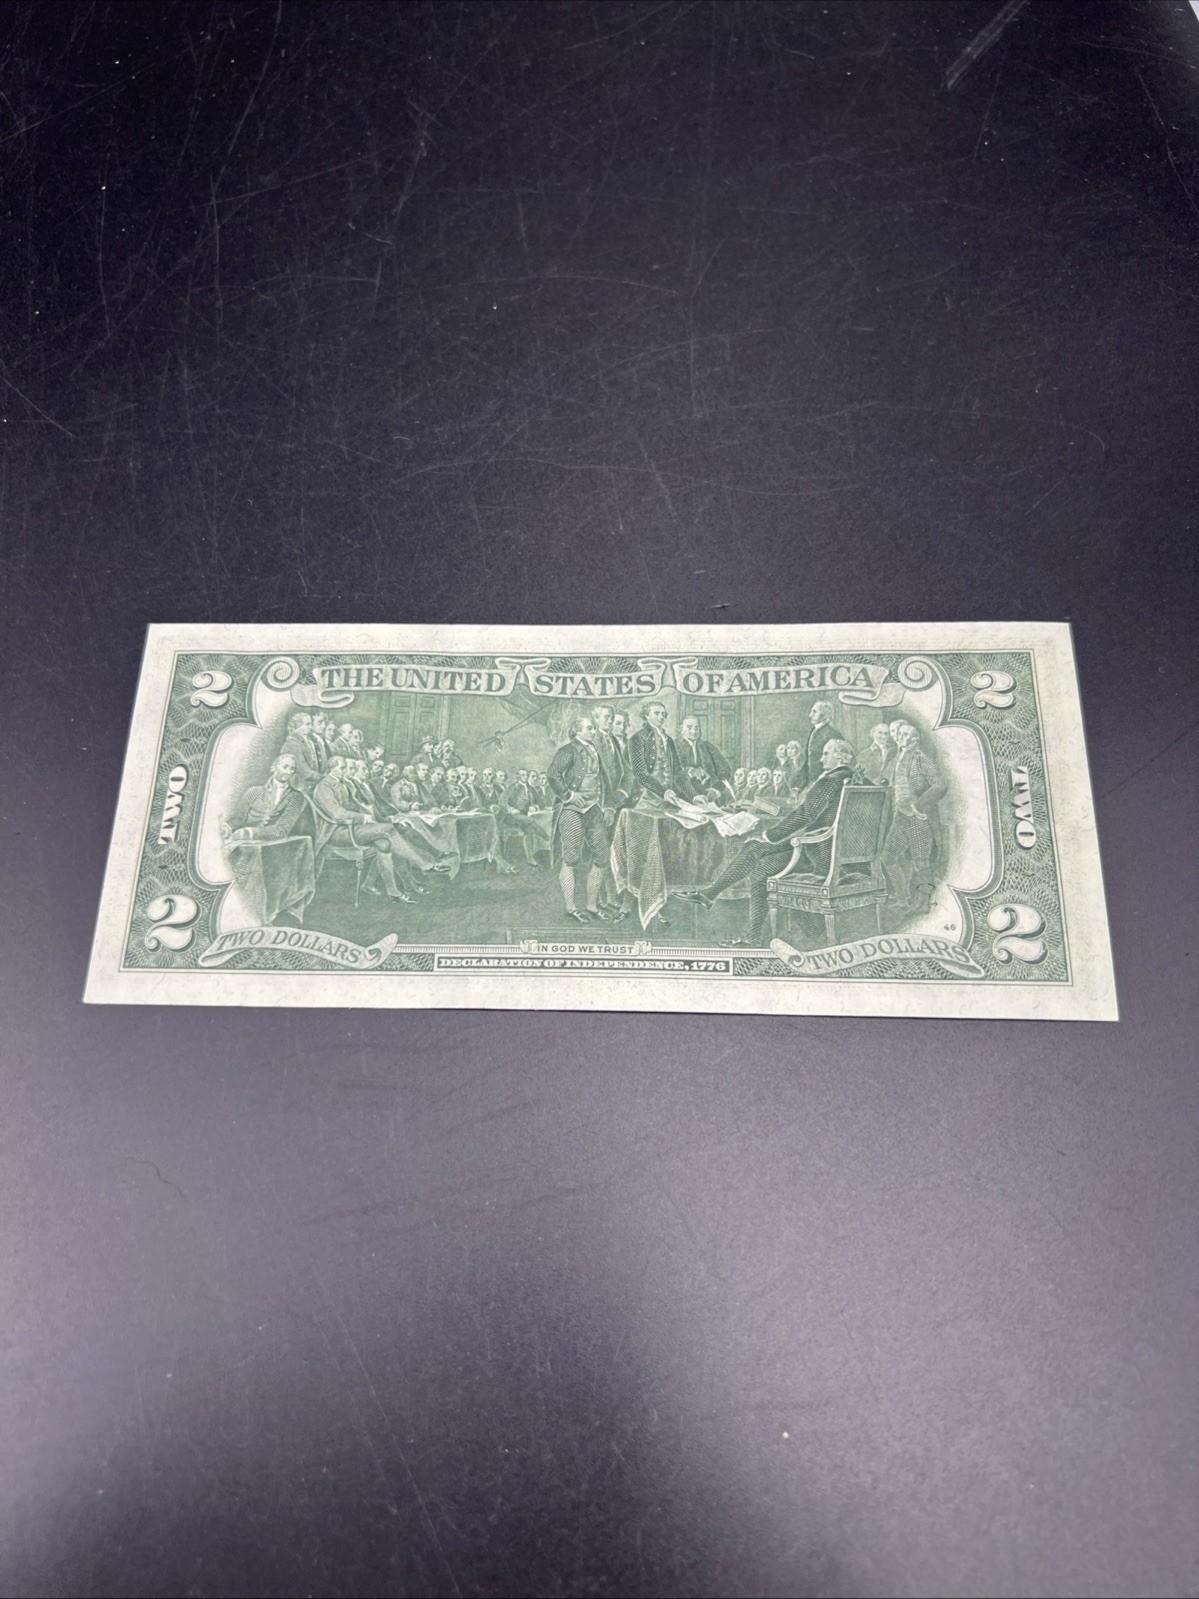 2 THE UNITED STATES OF AMERICA 2
TWO TWO
2 TWO DOLLARS IN GOD WE TRUST TWO DOLLARS 46 2
DECLARATION OF INDEPENDENCE, 1776